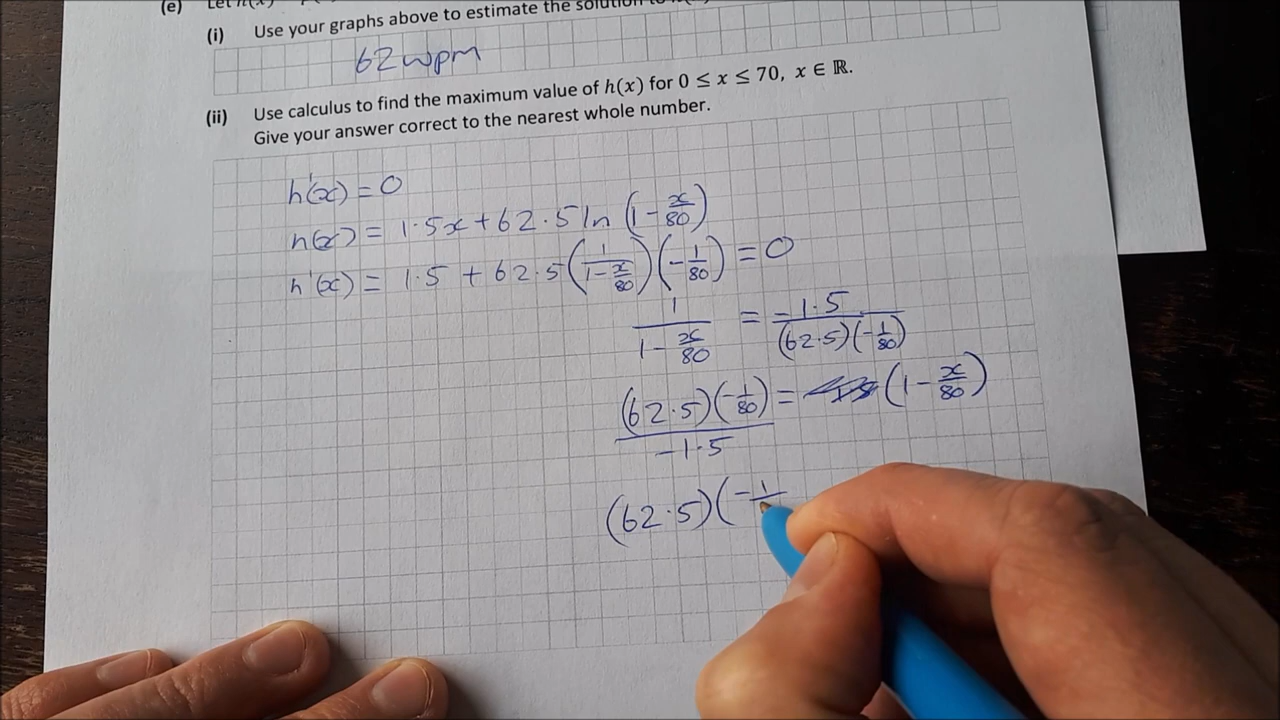 (e) Let h(x)
(i) Use your graphs above to estimate the solution to
62 wpm
(ii) Use calculus to find the maximum value of h(x) for 0 ≤ x ≤ 70, x ∈ ℝ.
Give your answer correct to the nearest whole number.
h'(x) = 0
h(x) = 1.5x + 62.5 ln (1 - x/80)
h'(x) = 1.5 + 62.5 (1/(1 - x/80)) (-1/80) = 0
1/(1 - x/80) = -1.5/((62.5)(-1/80))
(62.5)(-1/80)/-1.5 = (1 - x/80)
(62.5)(-1/